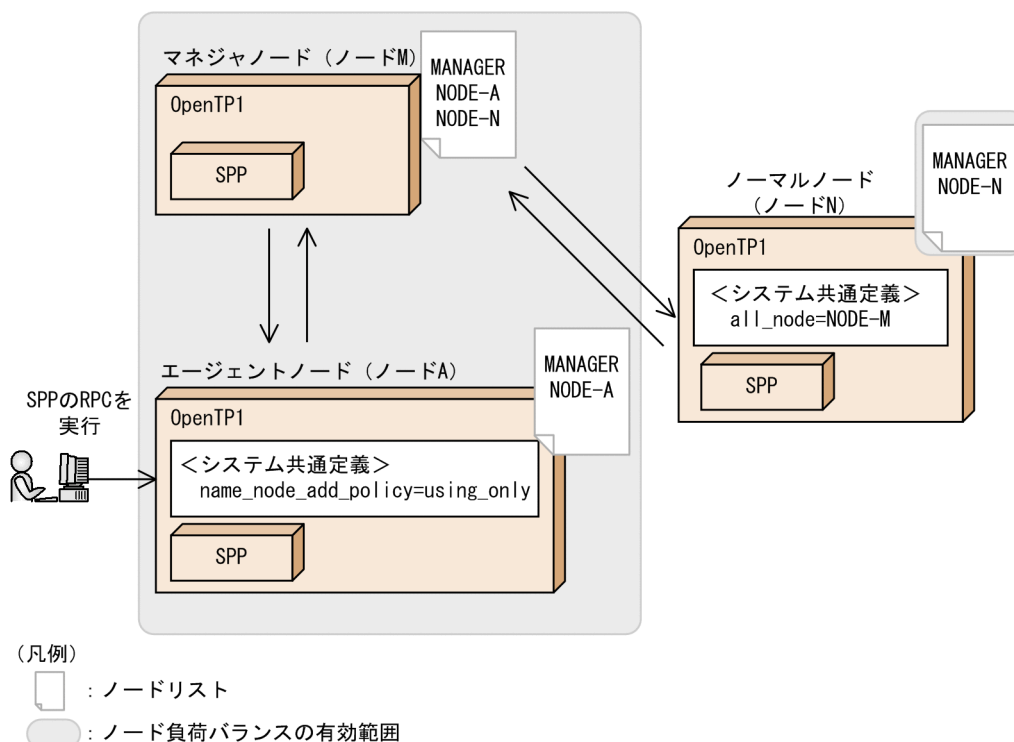 マネジャノード（ノードM）
MANAGER
NODE-A
NODE-N
OpenTP1
SPP
ノーマルノード
（ノードN）
MANAGER
NODE-N
OpenTP1
＜システム共通定義＞
all_node=NODE-M
SPP
エージェントノード（ノードA）
MANAGER
NODE-A
SPPのRPCを
実行
OpenTP1
＜システム共通定義＞
name_node_add_policy=using_only
SPP
（凡例）
：ノードリスト
：ノード負荷バランスの有効範囲